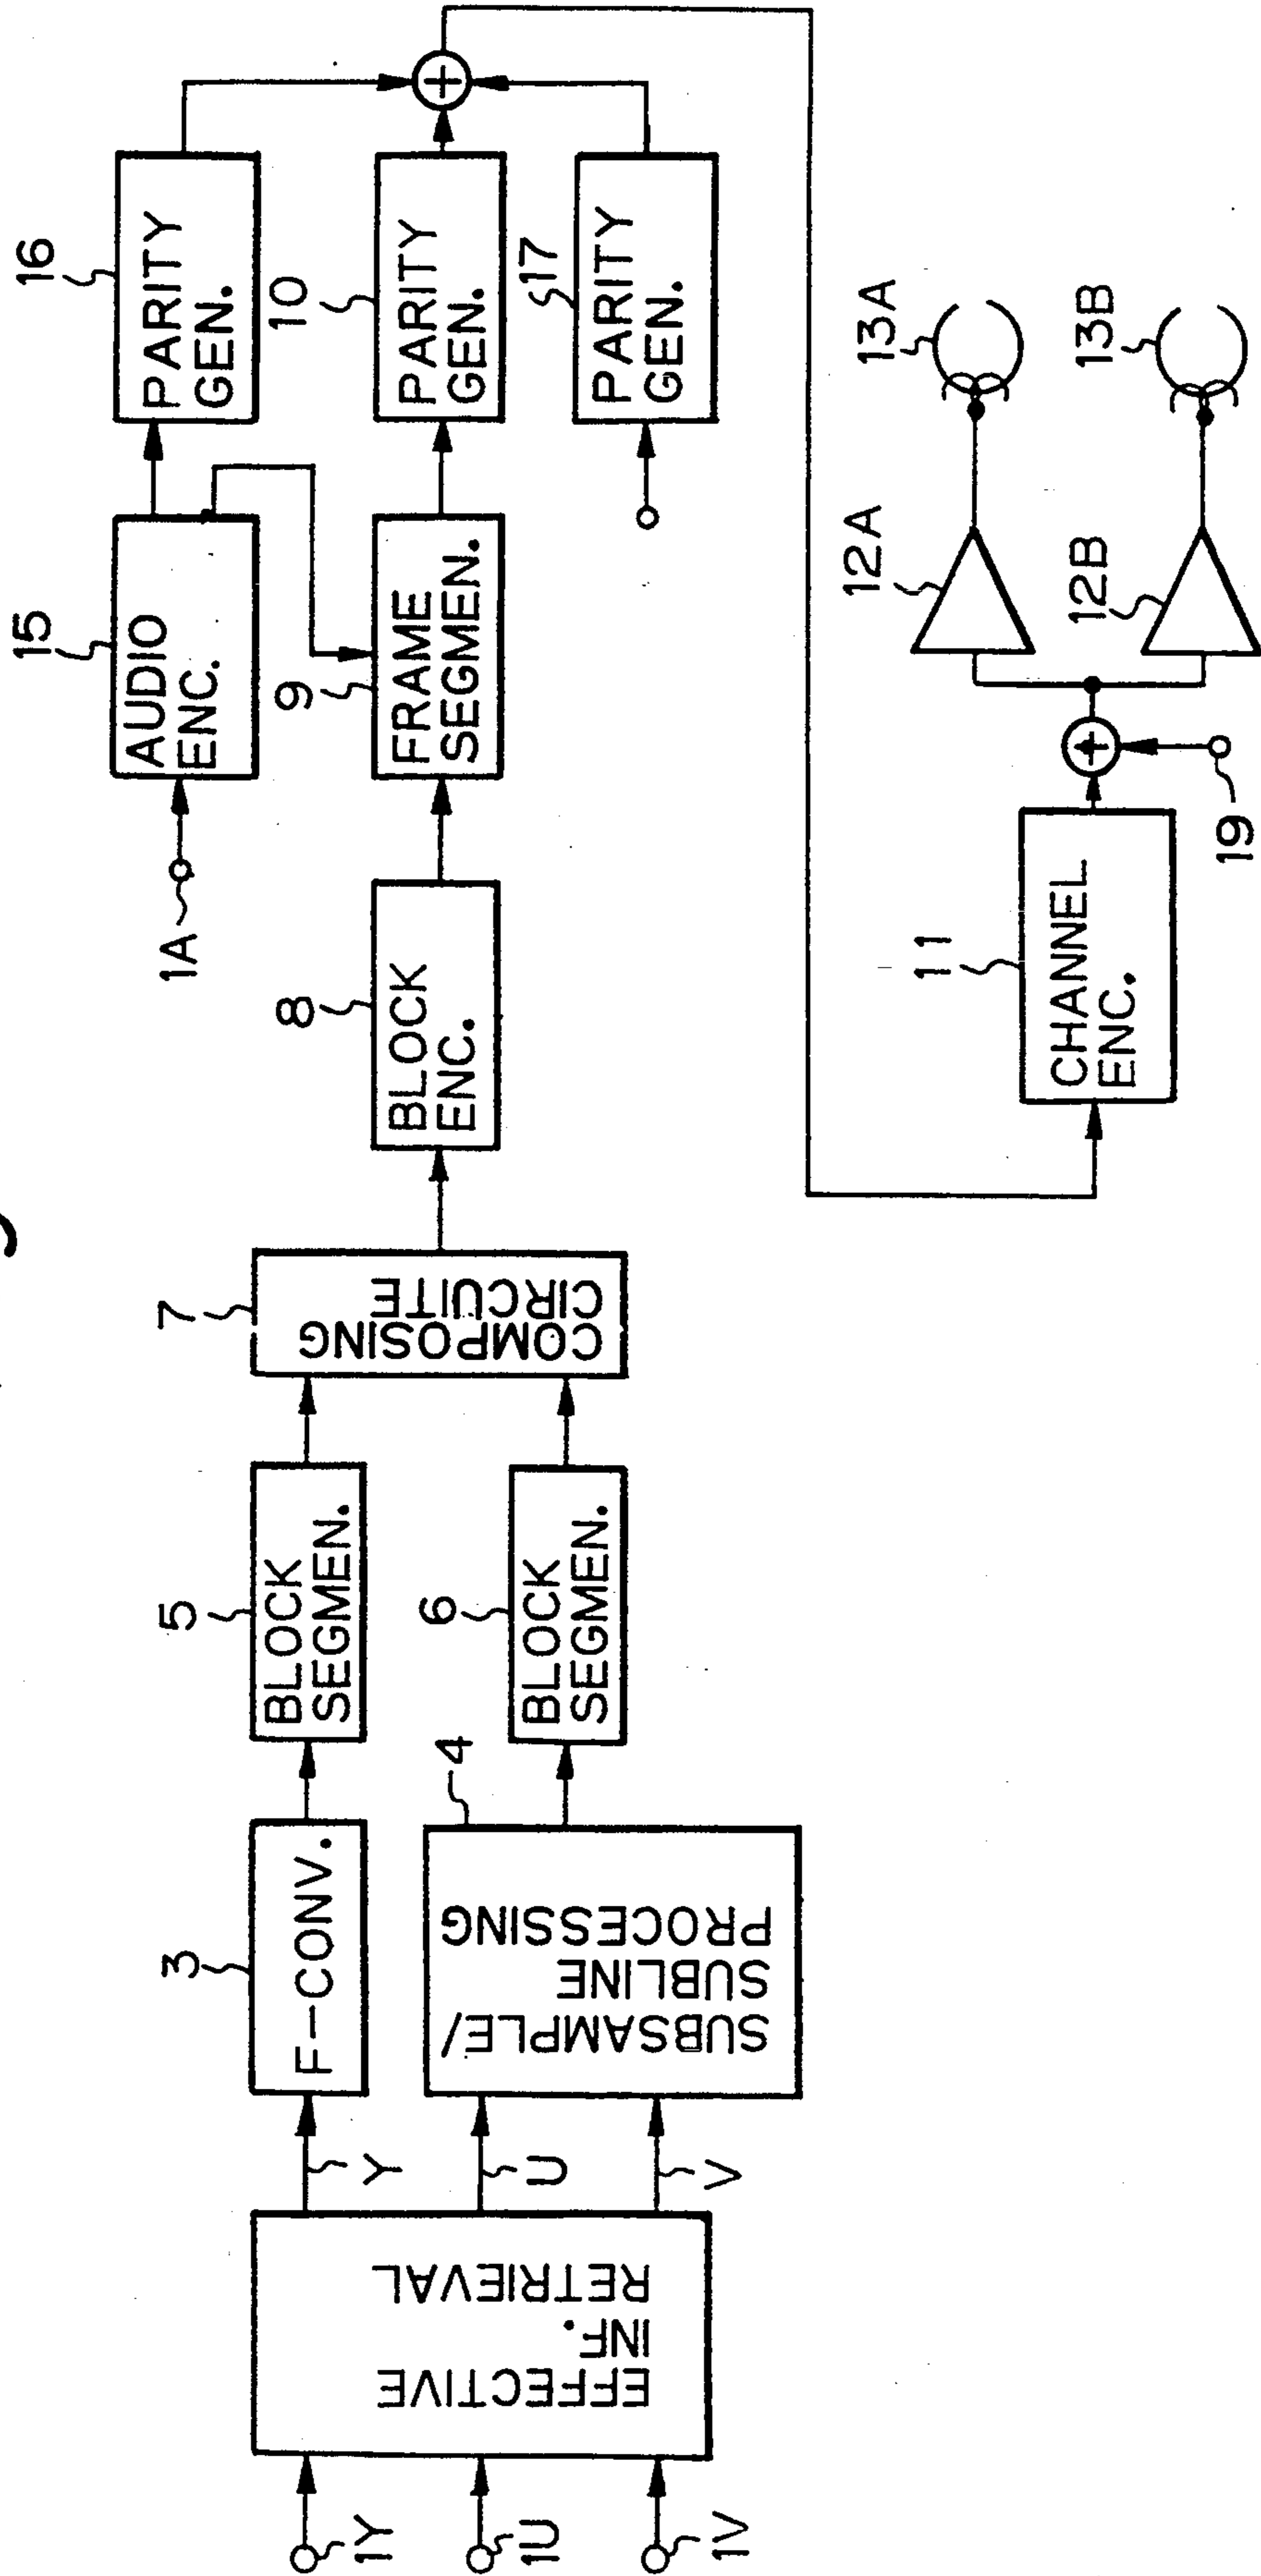 1Y
1U
1V
EFFECTIVE
INF.
RETRIEVAL
Y
U
V
3
F-CONV.
4
SUBSAMPLE/
SUBLINE
PROCESSING
5
BLOCK
SEGMEN.
6
BLOCK
SEGMEN.
7
COMPOSING
CIRCUITE
8
BLOCK
ENC.
1A
15
AUDIO
ENC.
9
FRAME
SEGMEN.
16
PARITY
GEN.
10
PARITY
GEN.
17
PARITY
GEN.
11
CHANNEL
ENC.
19
12A
12B
13A
13B